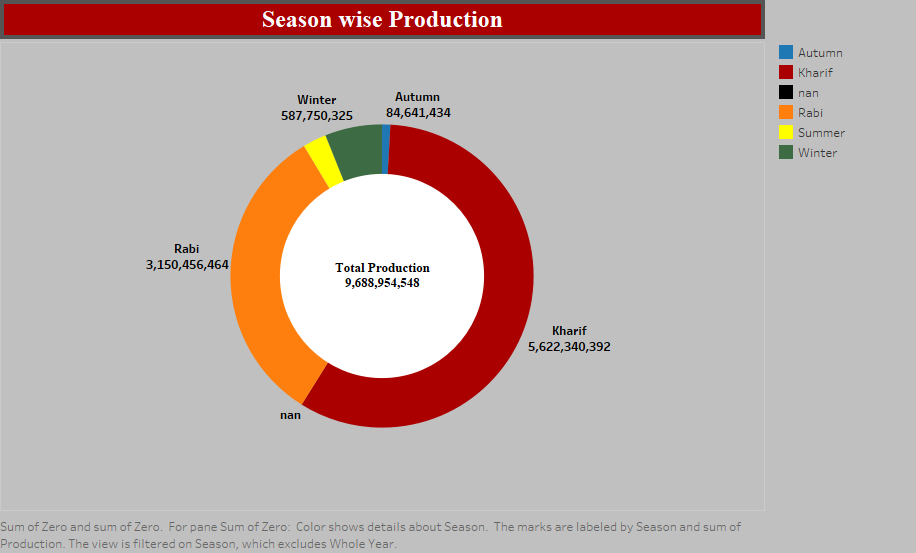 Season wise Production
Autumn
Kharif
nan
Rabi
Summer
Winter
Winter
587,750,325
Autumn
84,641,434
Rabi
3,150,456,464
Total Production
9,688,954,548
Kharif
5,622,340,392
nan
Sum of Zero and sum of Zero.  For pane Sum of Zero:  Color shows details about Season.  The marks are labeled by Season and sum of
Production. The view is filtered on Season, which excludes Whole Year.